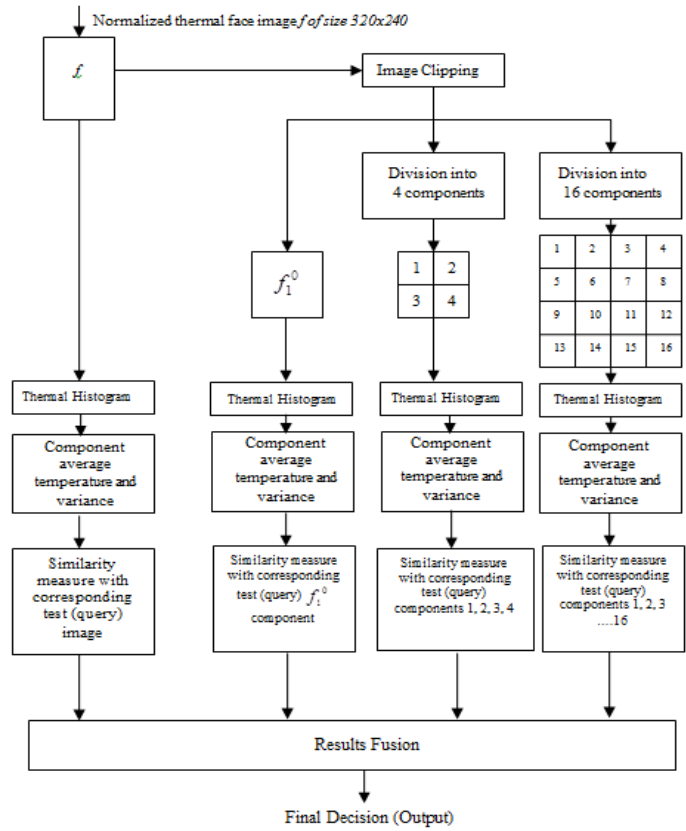 Normalized thermal face image f of size 320x240
f
Image Clipping
Division into
4 components
Division into
16 components
f₁⁰
1 2
3 4
1 2 3 4
5 6 7 8
9 10 11 12
13 14 15 16
Thermal Histogram
Thermal Histogram
Thermal Histogram
Thermal Histogram
Component
average
temperature and
variance
Component
average
temperature and
variance
Component
average
temperature and
variance
Component
average
temperature and
variance
Similarity
measure with
corresponding
test (query)
image
Similarity measure
with corresponding
test (query) f₁⁰
component
Similarity measure
with corresponding
test (query)
components 1, 2, 3, 4
Similarity measure
with corresponding
test (query)
components 1, 2, 3
....16
Results Fusion
Final Decision (Output)